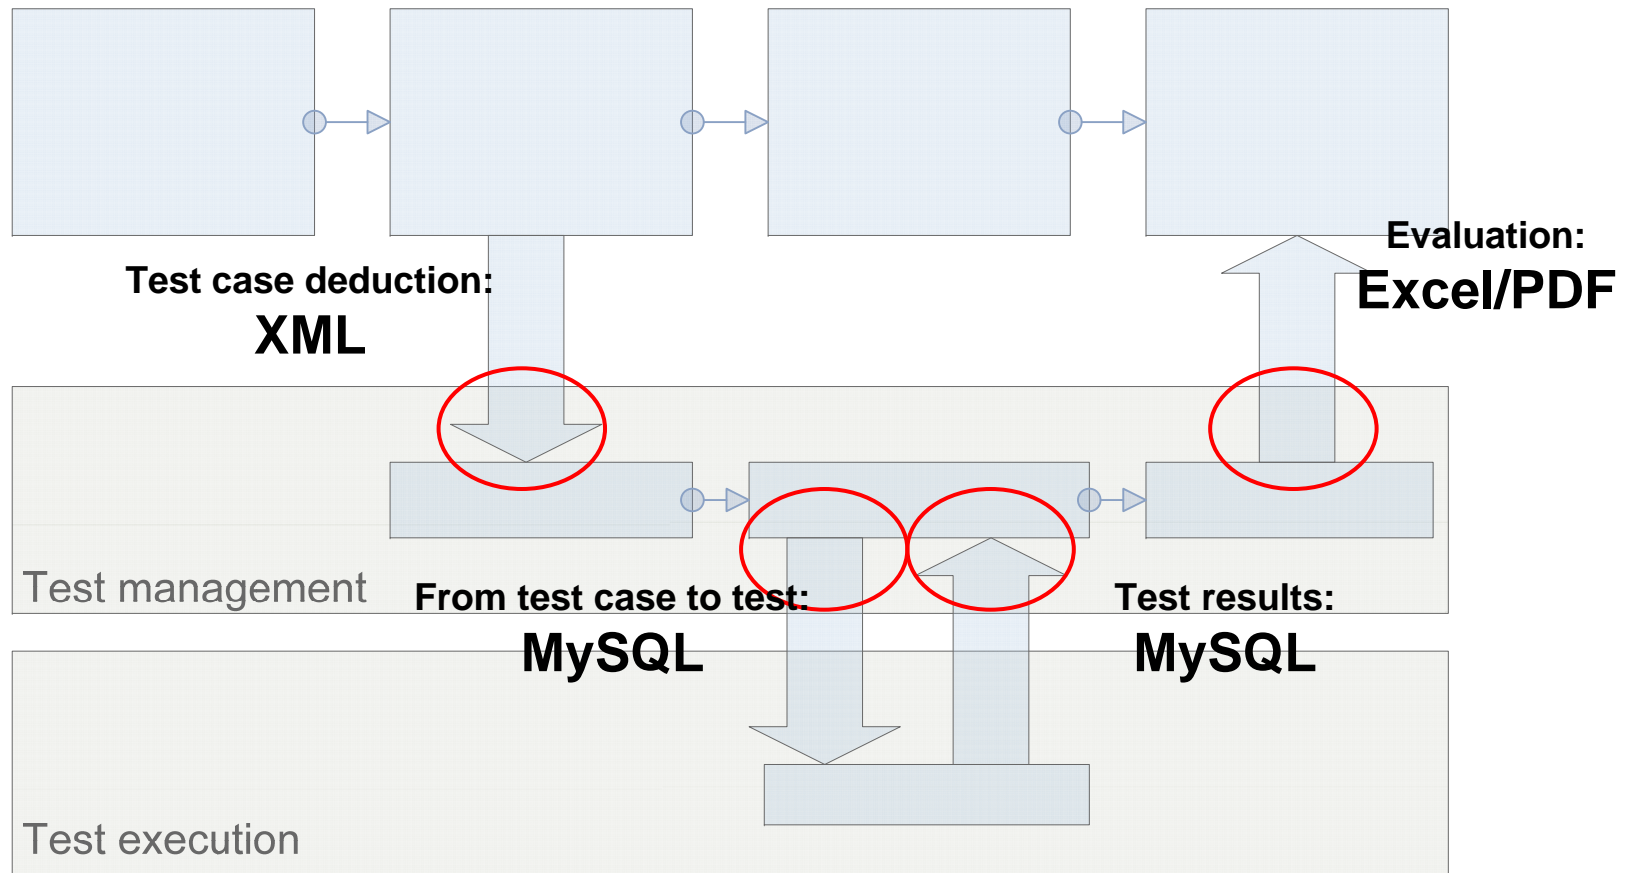 Evaluation:
Excel/PDF
Test case deduction:
XML
Test management
From test case to test:
MySQL
Test results:
MySQL
Test execution